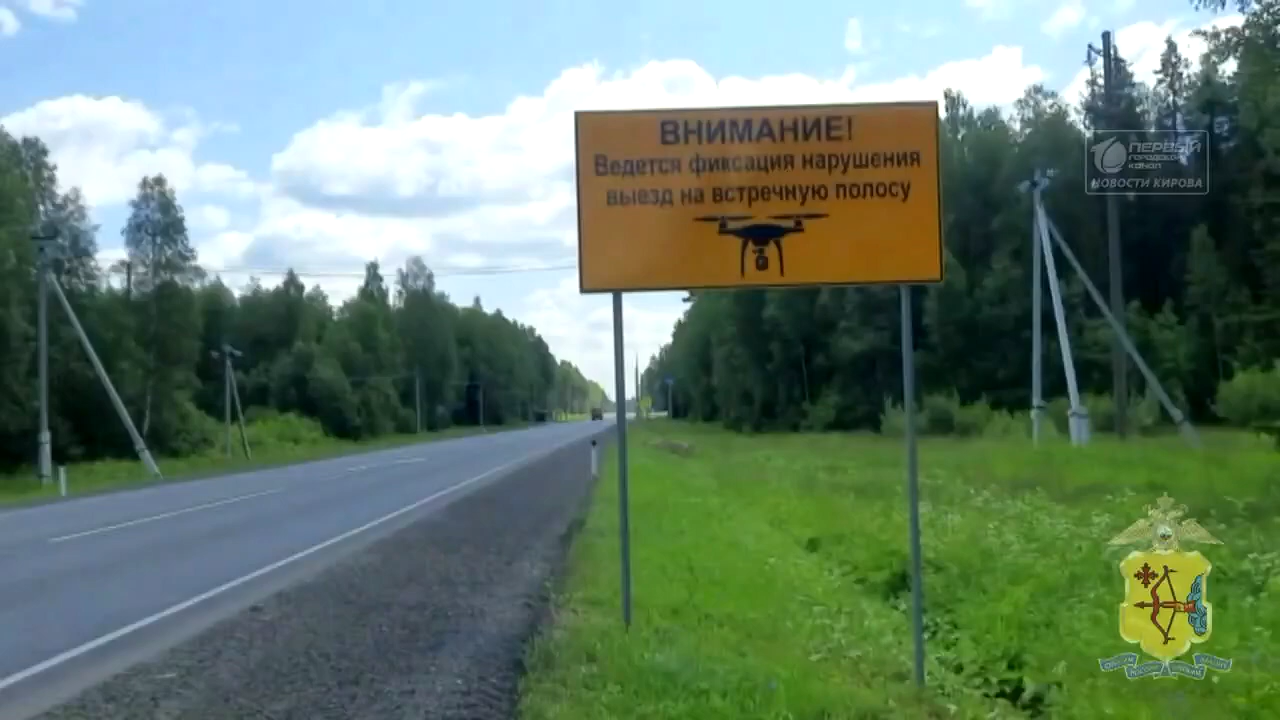 ВНИМАНИЕ!
Ведется фиксация нарушения
выезд на встречную полосу
ПЕРВЫЙ
ГОРОДСКОЙ
КАНАЛ
НОВОСТИ КИРОВА